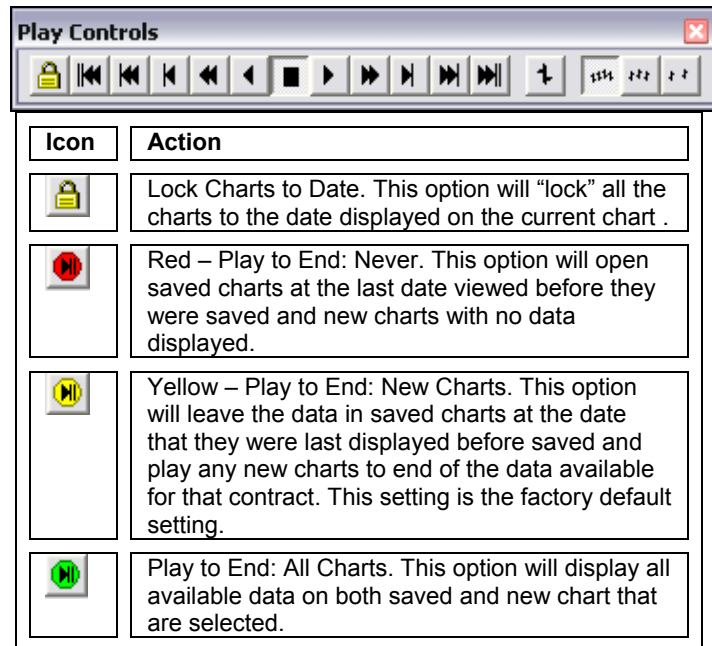 Play Controls
Icon
Action
Lock Charts to Date. This option will “lock” all the
charts to the date displayed on the current chart .
Red – Play to End: Never. This option will open
saved charts at the last date viewed before they
were saved and new charts with no data
displayed.
Yellow – Play to End: New Charts. This option
will leave the data in saved charts at the date
that they were last displayed before saved and
play any new charts to end of the data available
for that contract. This setting is the factory default
setting.
Play to End: All Charts. This option will display all
available data on both saved and new chart that
are selected.